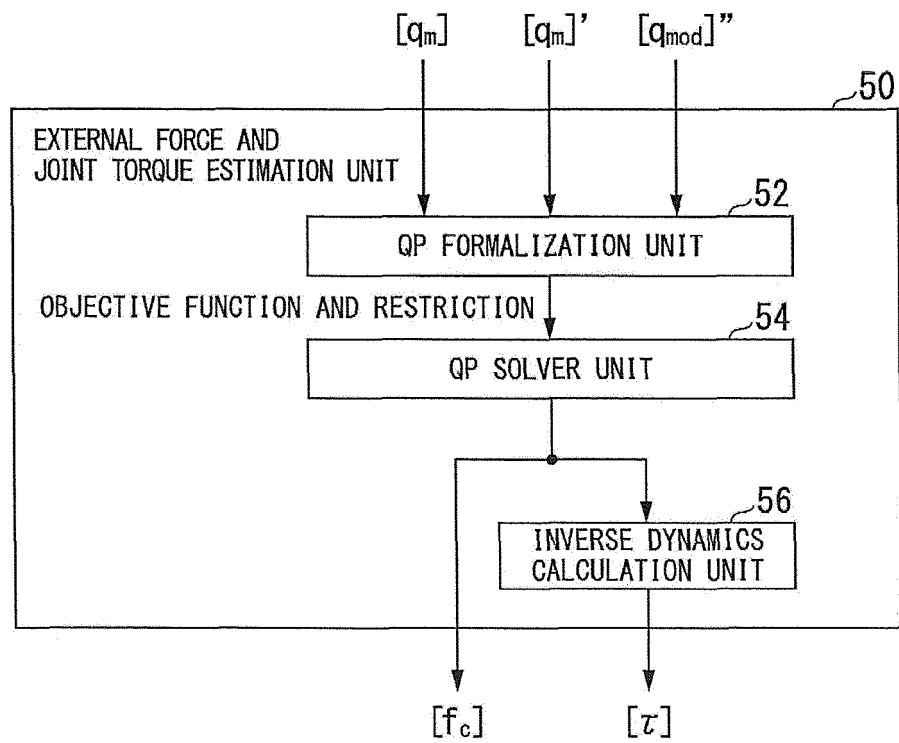 [qm] [qm]' [qmod]"
50
EXTERNAL FORCE AND
JOINT TORQUE ESTIMATION UNIT
52
QP FORMALIZATION UNIT
OBJECTIVE FUNCTION AND RESTRICTION
54
QP SOLVER UNIT
56
INVERSE DYNAMICS
CALCULATION UNIT
[fc] [τ]